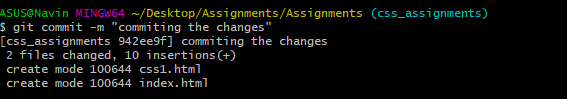 ASUS@Navin MINGW64 ~/Desktop/Assignments/Assignments (css_assignments)
$ git commit -m "commiting the changes"
[css_assignments 942ee9f] commiting the changes
 2 files changed, 10 insertions(+)
 create mode 100644 css1.html
 create mode 100644 index.html